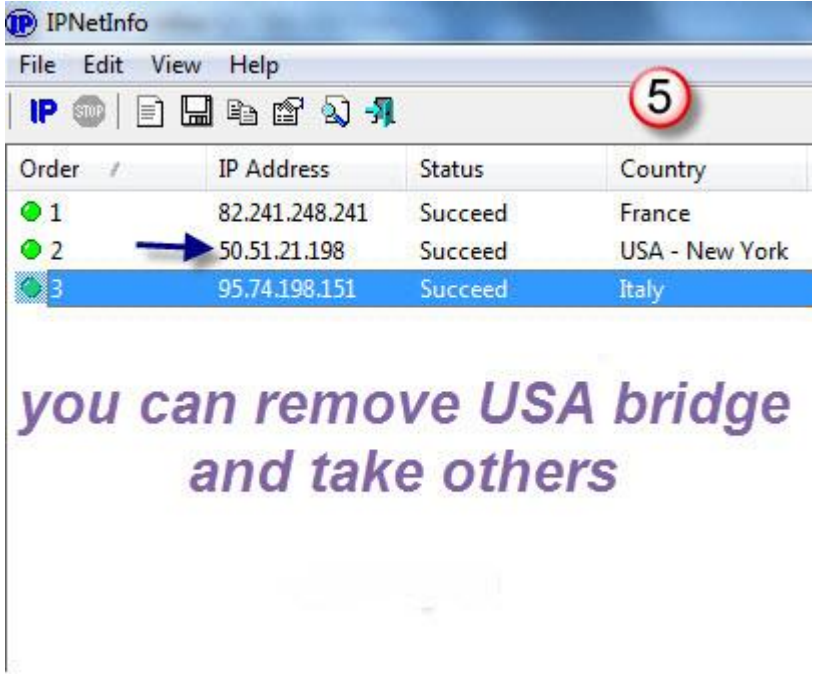 IPNetInfo
File Edit View Help
IP STOP
5
Order / IP Address Status Country
1 82.241.248.241 Succeed France
2 50.51.21.198 Succeed USA - New York
3 95.74.198.151 Succeed Italy
you can remove USA bridge
and take others